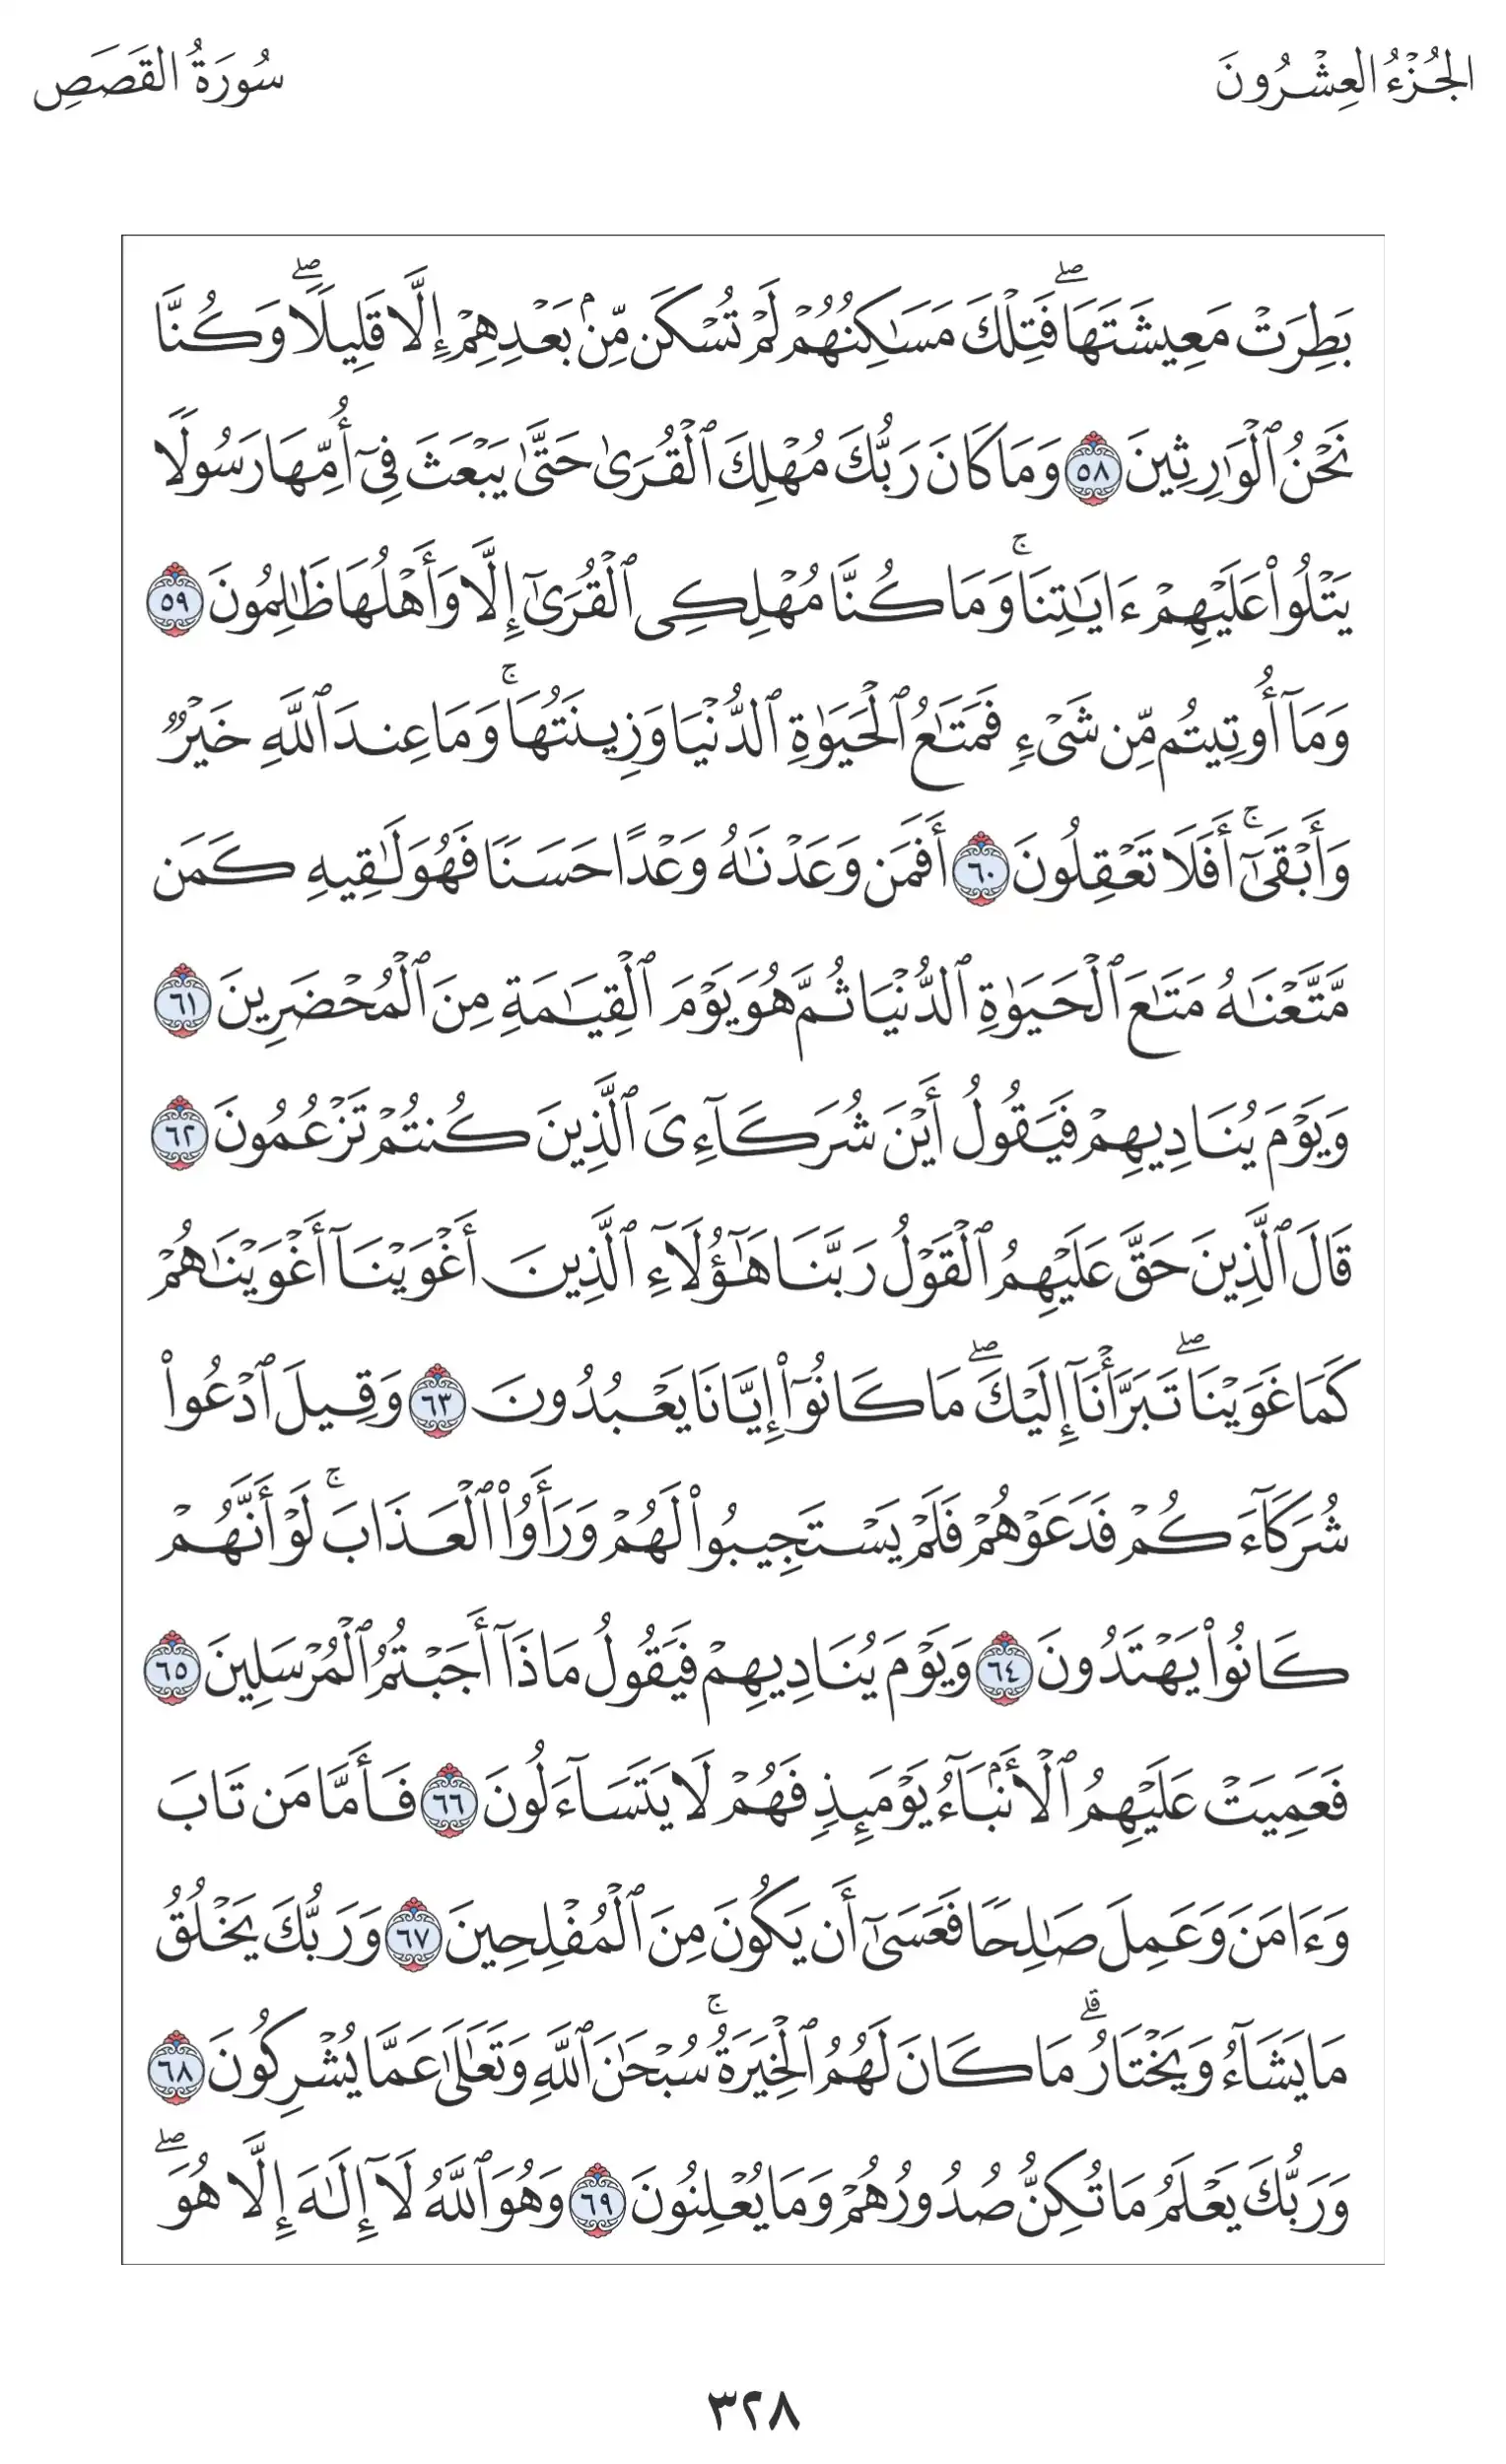 الجُزْءُ العِشْرُونَ
سُورَةُ القَصَصِ
بَطِرَتْ مَعِيشَتَهَاۖ فَتِلْكَ مَسَٰكِنُهُمْ لَمْ تُسْكَن مِّنۢ بَعْدِهِمْ إِلَّا قَلِيلًاۖ وَكُنَّا
نَحْنُ ٱلْوَٰرِثِينَ ٥٨ وَمَا كَانَ رَبُّكَ مُهْلِكَ ٱلْقُرَىٰ حَتَّىٰ يَبْعَثَ فِىٓ أُمِّهَا رَسُولًا
يَتْلُوا۟ عَلَيْهِمْ ءَايَٰتِنَاۚ وَمَا كُنَّا مُهْلِكِى ٱلْقُرَىٰٓ إِلَّا وَأَهْلُهَا ظَٰلِمُونَ ٥٩
وَمَآ أُوتِيتُم مِّن شَىْءٍ فَمَتَٰعُ ٱلْحَيَوٰةِ ٱلدُّنْيَا وَزِينَتُهَاۚ وَمَا عِندَ ٱللَّهِ خَيْرٌ
وَأَبْقَىٰٓۚ أَفَلَا تَعْقِلُونَ ٦٠ أَفَمَن وَعَدْنَٰهُ وَعْدًا حَسَنًا فَهُوَ لَٰقِيهِ كَمَن
مَّتَّعْنَٰهُ مَتَٰعَ ٱلْحَيَوٰةِ ٱلدُّنْيَا ثُمَّ هُوَ يَوْمَ ٱلْقِيَٰمَةِ مِنَ ٱلْمُحْضَرِينَ ٦١
وَيَوْمَ يُنَادِيهِمْ فَيَقُولُ أَيْنَ شُرَكَآءِىَ ٱلَّذِينَ كُنتُمْ تَزْعُمُونَ ٦٢
قَالَ ٱلَّذِينَ حَقَّ عَلَيْهِمُ ٱلْقَوْلُ رَبَّنَا هَٰٓؤُلَآءِ ٱلَّذِينَ أَغْوَيْنَآ أَغْوَيْنَٰهُمْ
كَمَا غَوَيْنَاۖ تَبَرَّأْنَآ إِلَيْكَۖ مَا كَانُوٓا۟ إِيَّانَا يَعْبُدُونَ ٦٣ وَقِيلَ ٱدْعُوا۟
شُرَكَآءَكُمْ فَدَعَوْهُمْ فَلَمْ يَسْتَجِيبُوا۟ لَهُمْ وَرَأَوُا۟ ٱلْعَذَابَۚ لَوْ أَنَّهُمْ
كَانُوا۟ يَهْتَدُونَ ٦٤ وَيَوْمَ يُنَادِيهِمْ فَيَقُولُ مَاذَآ أَجَبْتُمُ ٱلْمُرْسَلِينَ ٦٥
فَعَمِيَتْ عَلَيْهِمُ ٱلْأَنۢبَآءُ يَوْمَئِذٍ فَهُمْ لَا يَتَسَآءَلُونَ ٦٦ فَأَمَّا مَن تَابَ
وَءَامَنَ وَعَمِلَ صَٰلِحًا فَعَسَىٰٓ أَن يَكُونَ مِنَ ٱلْمُفْلِحِينَ ٦٧ وَرَبُّكَ يَخْلُقُ
مَا يَشَآءُ وَيَخْتَارُۗ مَا كَانَ لَهُمُ ٱلْخِيَرَةُۚ سُبْحَٰنَ ٱللَّهِ وَتَعَٰلَىٰ عَمَّا يُشْرِكُونَ ٦٨
وَرَبُّكَ يَعْلَمُ مَا تُكِنُّ صُدُورُهُمْ وَمَا يُعْلِنُونَ ٦٩ وَهُوَ ٱللَّهُ لَآ إِلَٰهَ إِلَّا هُوَۖ
٣٢٨